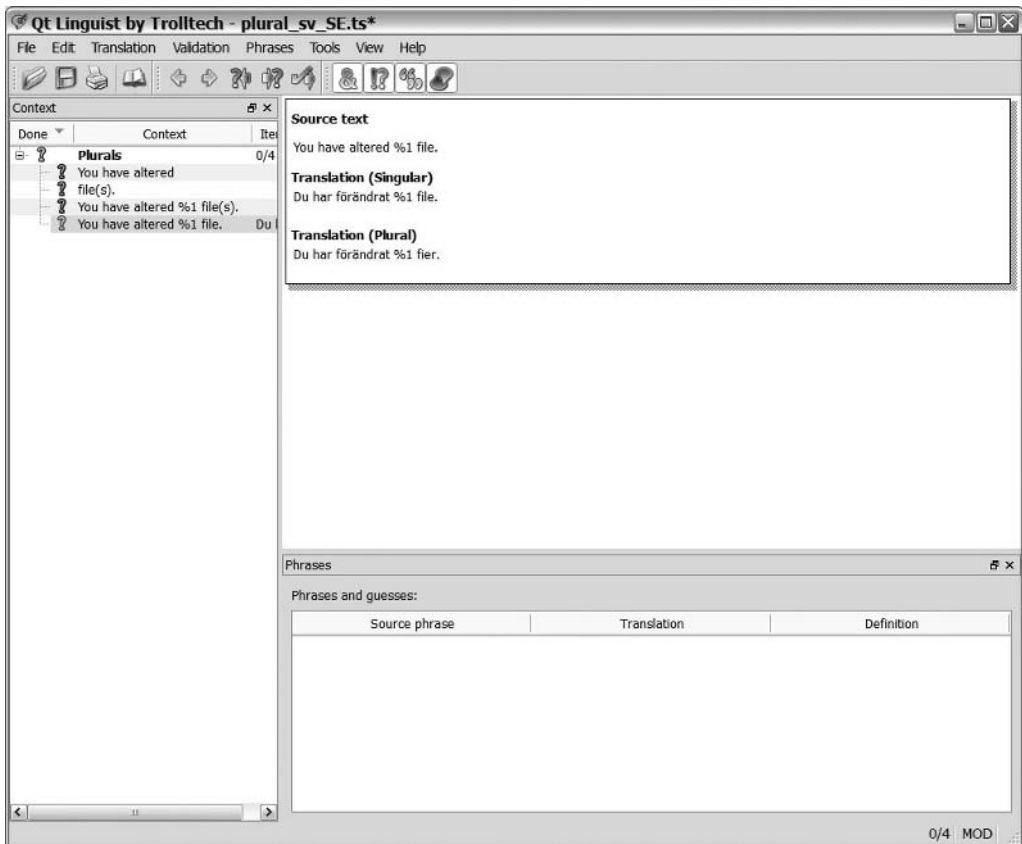 Qt Linguist by Trolltech - plural_sv_SE.ts*
File Edit Translation Validation Phrases Tools View Help
Context
Done Context Iter
Plurals 0/4
You have altered
file(s).
You have altered %1 file(s).
You have altered %1 file. Du
Source text
You have altered %1 file.
Translation (Singular)
Du har förändrat %1 file.
Translation (Plural)
Du har förändrat %1 fier.
Phrases
Phrases and guesses:
Source phrase Translation Definition
0/4 MOD